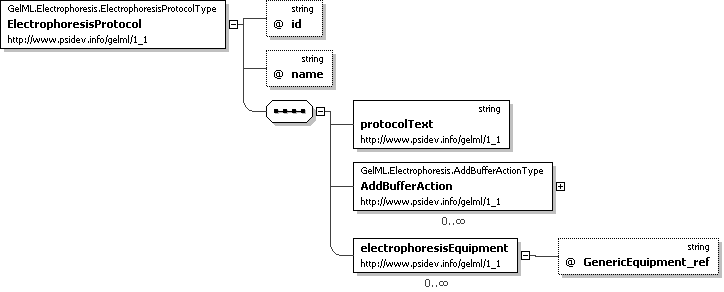 GelML.Electrophoresis.ElectrophoresisProtocolType
ElectrophoresisProtocol
http://www.psidev.info/gelml/1_1
string
@ id
string
@ name
string
protocolText
http://www.psidev.info/gelml/1_1
GelML.Electrophoresis.AddBufferActionType
AddBufferAction
http://www.psidev.info/gelml/1_1
0..∞
electrophoresisEquipment
http://www.psidev.info/gelml/1_1
0..∞
string
@ GenericEquipment_ref